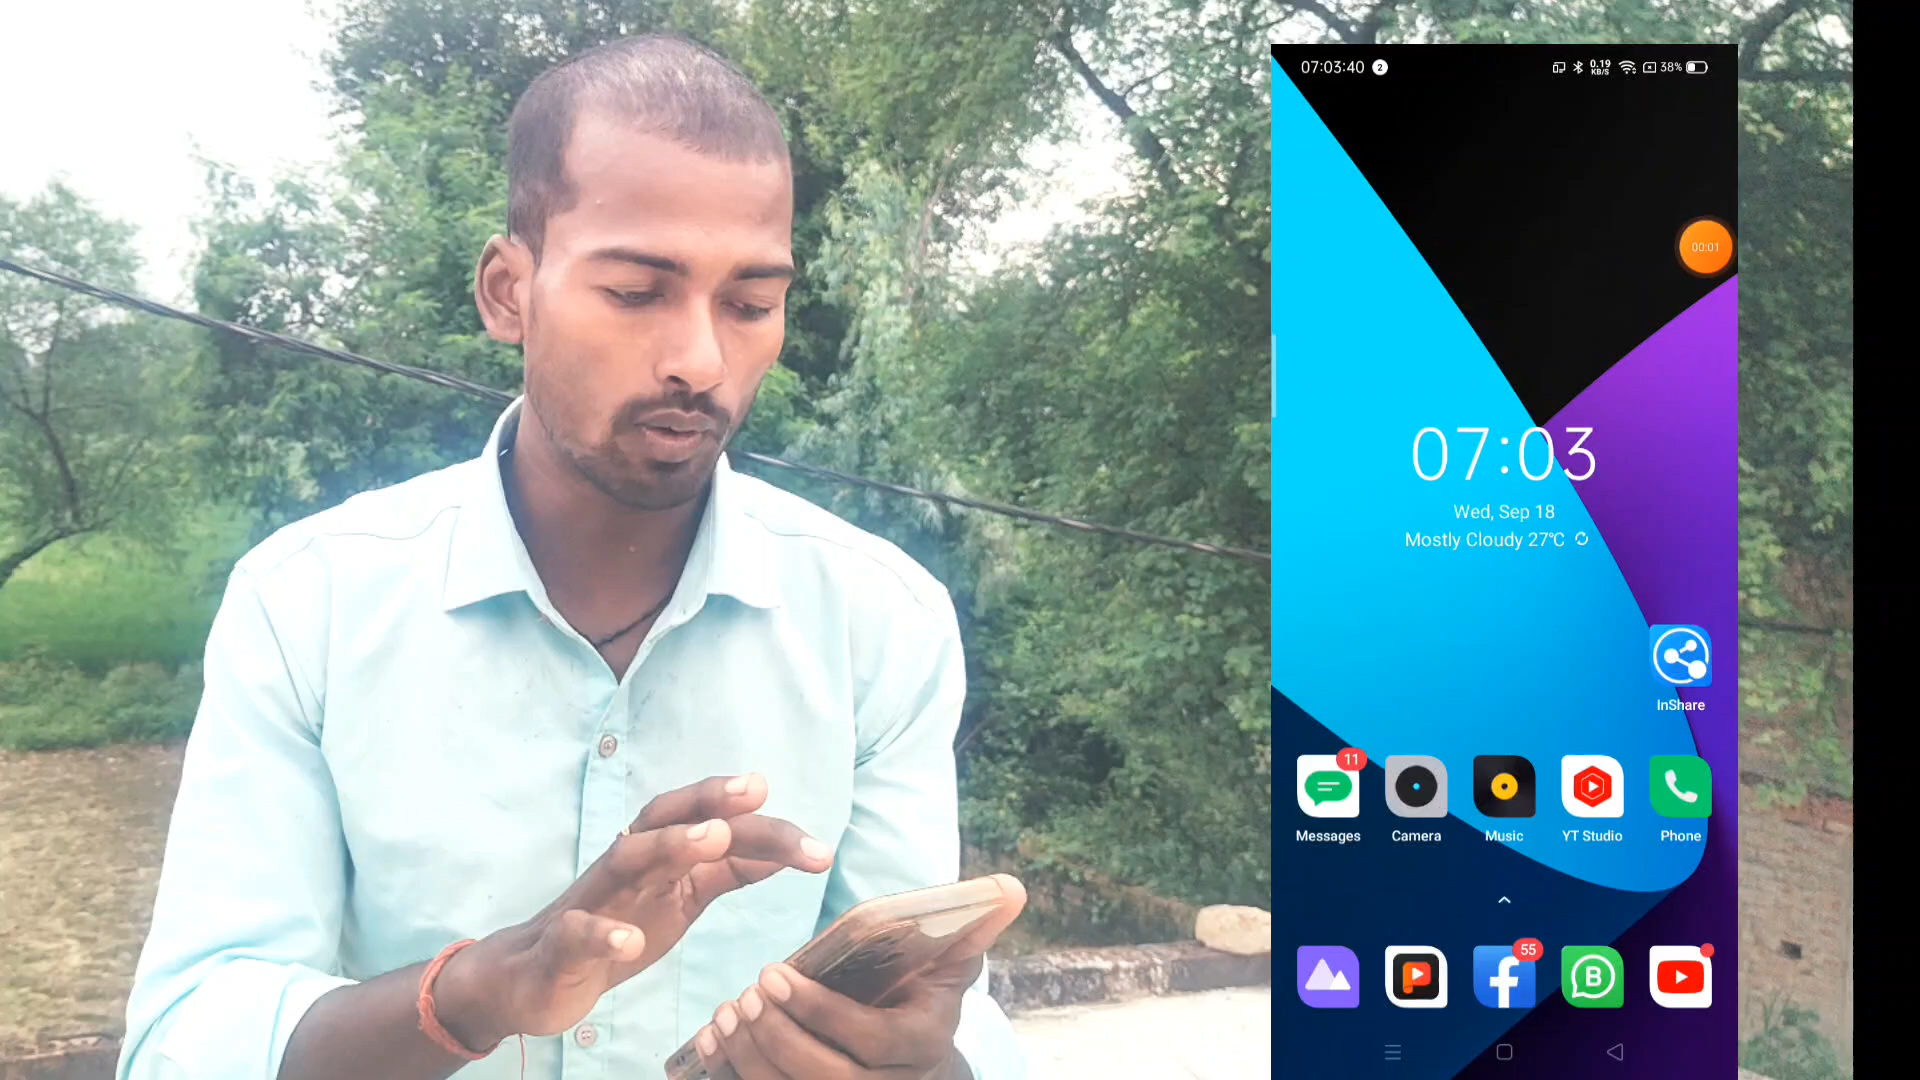 07:03:40 2 0.19 KB/S 38%
00:01
07:03
Wed, Sep 18
Mostly Cloudy 27°C
InShare
11
Messages Camera Music YT Studio Phone
55
B